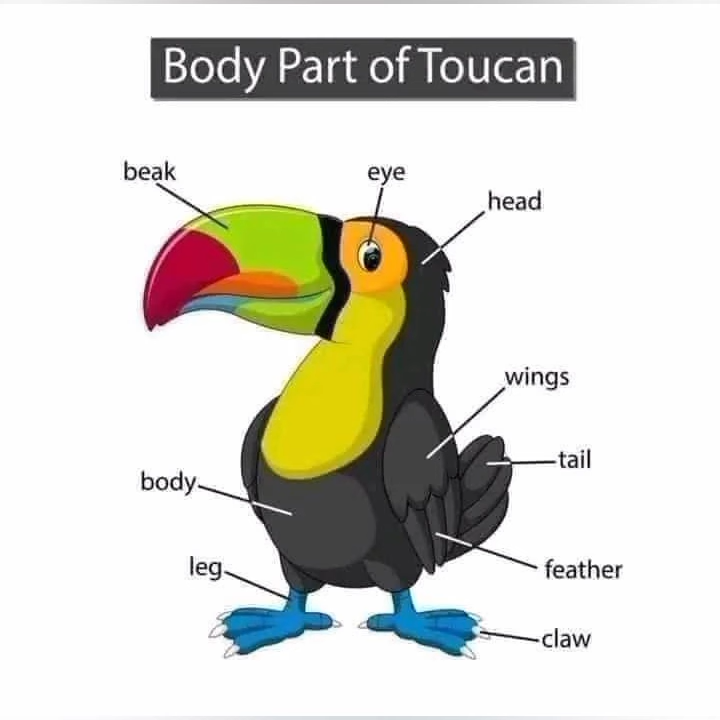 Body Part of Toucan
beak
eye
head
wings
tail
body
leg
feather
claw